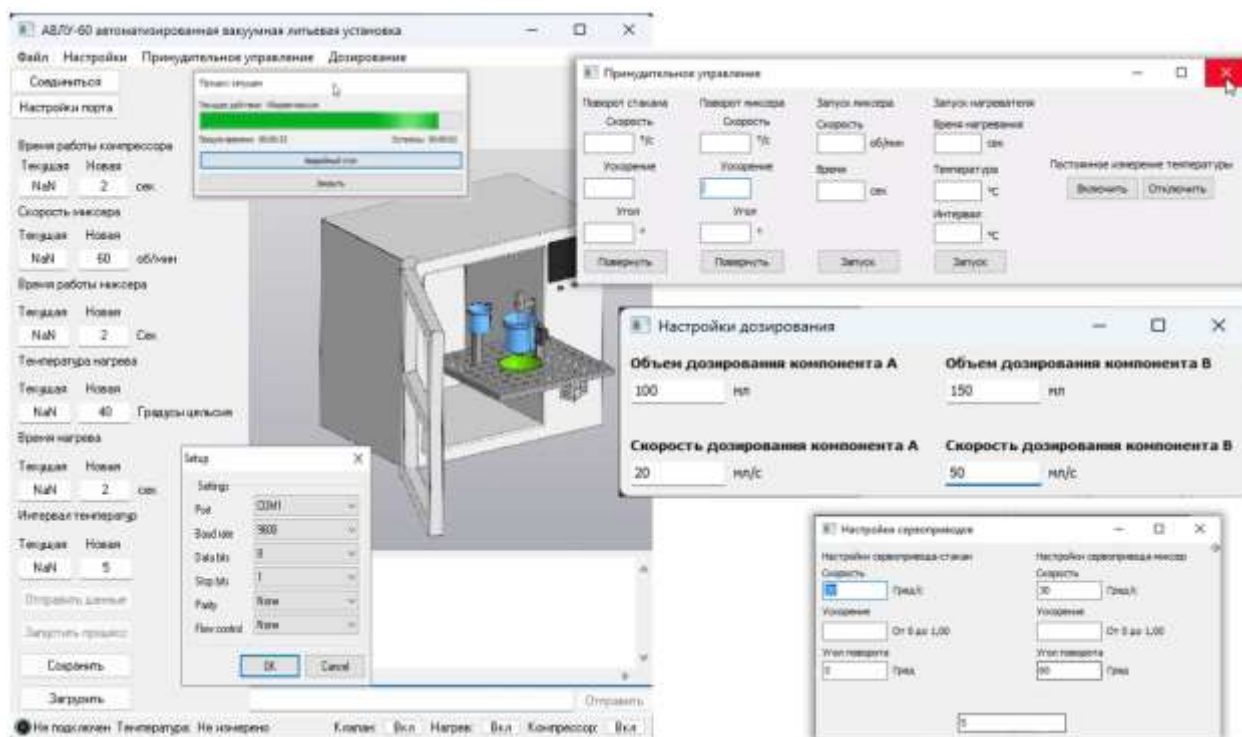 АВЛУ-60 автоматизированная вакуумная литьевая установка
Файл Настройки Принудительное управление Дозирование
Соединиться
Настройки порта
Время работы компрессора
Текущая Новая
NaN 2 сек
Скорость миксера
Текущая Новая
NaN 60 об/мин
Время работы миксера
Текущая Новая
NaN 2 Сек
Температура нагрева
Текущая Новая
NaN 40 Градусы цельсия
Время нагрева
Текущая Новая
NaN 2 сек
Интервал температур
Текущая Новая
NaN 5
Отправить данные
Запустить процесс
Сохранить
Загрузить
Отправить
Не подключен Температура: Не измерено Клапан: Вкл Нагрев: Вкл Компрессор: Вкл
Процесс запущен
Текущее действие:
Аварийный стоп
Закрыть
Setup
Settings
Port COM1
Baud rate 9600
Data bits 8
Stop bits 1
Parity None
Flow control None
OK Cancel
Принудительное управление
Поворот стакана Поворот миксера Запуск миксера Запуск нагревателя
Скорость Скорость Скорость Время нагревания
°/с °/с об/мин сек
Ускорение Ускорение Время Температура
сек °C
Постоянное измерение температуры
Включить Отключить
Угол Угол Интервал
° ° °C
Повернуть Повернуть Запуск Запуск
Настройки дозирования
Объем дозирования компонента А Объем дозирования компонента В
100 мл 150 мл
Скорость дозирования компонента А Скорость дозирования компонента В
20 мл/с 50 мл/с
Настройки сервоприводов
Настройки сервопривода-стакан Настройки сервопривода-миксер
Скорость Скорость
Град/с 30 Град/с
Ускорение Ускорение
От 0 до 1,00 От 0 до 1,00
Угол поворота Угол поворота
0 Град 60 Град
5